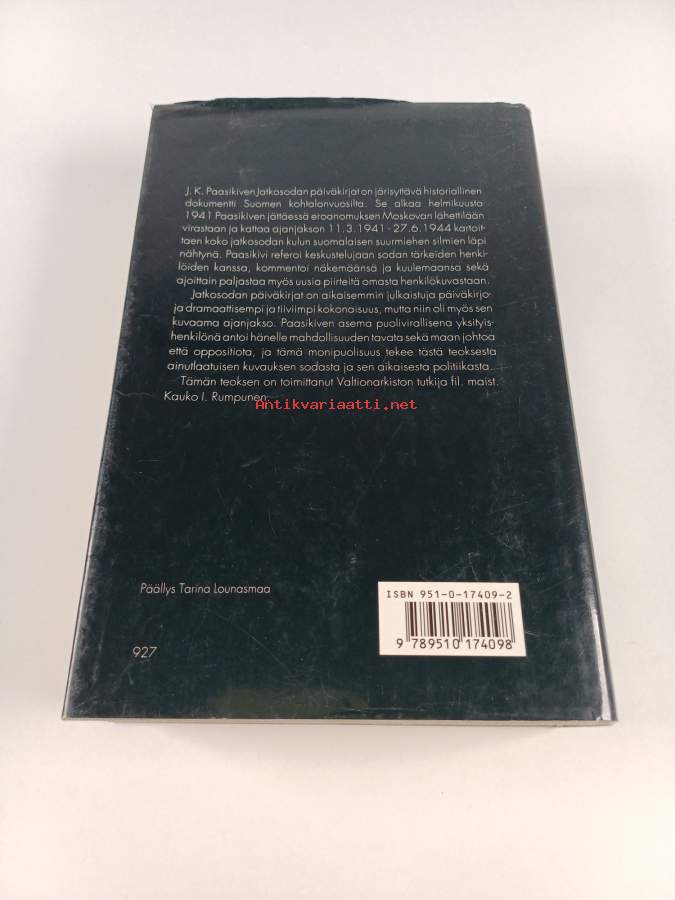 J. K. Paasikiven Jatkosodan päiväkirjat on järisyttävä historiallinen
dokumentti Suomen kohtalonvuosilta. Se alkaa helmikuusta
1941 Paasikiven jättäessä eroanomuksen Moskovan lähettilään
virastaan ja kattaa ajanjakson 11.3.1941-27.6.1944 kartoit-
taen koko jatkosodan kulun suomalaisen suurmiehen silmien läpi
nähtynä. Paasikivi referoi keskustelujaan sodan tärkeiden henki-
löiden kanssa, kommentoi näkemäänsä ja kuulemaansa sekä
ajoittain paljastaa myös uusia piirteitä omasta henkilökuvastaan.
Jatkosodan päiväkirjat on aikaisemmin julkaistuja päiväkirjo-
ja dramaattisempi ja tiiviimpi kokonaisuus, mutta niin oli myös sen
kuvaama ajanjakso. Paasikiven asema puolivirallisena yksityis-
henkilönä antoi hänelle mahdollisuuden tavata sekä maan johtoa
että oppositiota, ja tämä monipuolisuus tekee tästä teoksesta
ainutlaatuisen kuvauksen sodasta ja sen aikaisesta politiikasta.
Tämän teoksen on toimittanut Valtionarkiston tutkija fil. maist.
Kauko I. Rumpunen.
Antikvariaatti.net
Päällys Tarina Lounasmaa
927
ISBN 951-0-17409-2
9 789510 174098